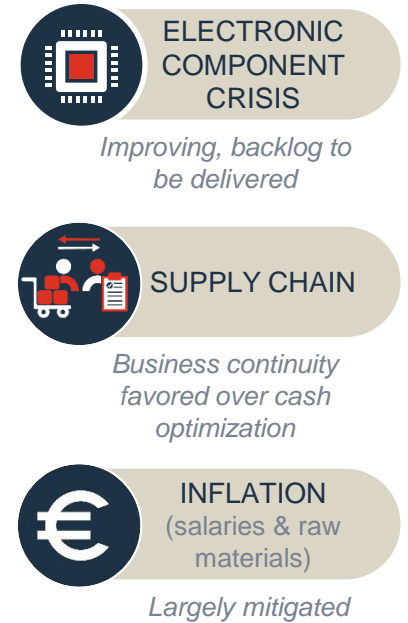 ELECTRONIC
COMPONENT
CRISIS
Improving, backlog to
be delivered
SUPPLY CHAIN
Business continuity
favored over cash
optimization
€
INFLATION
(salaries & raw
materials)
Largely mitigated